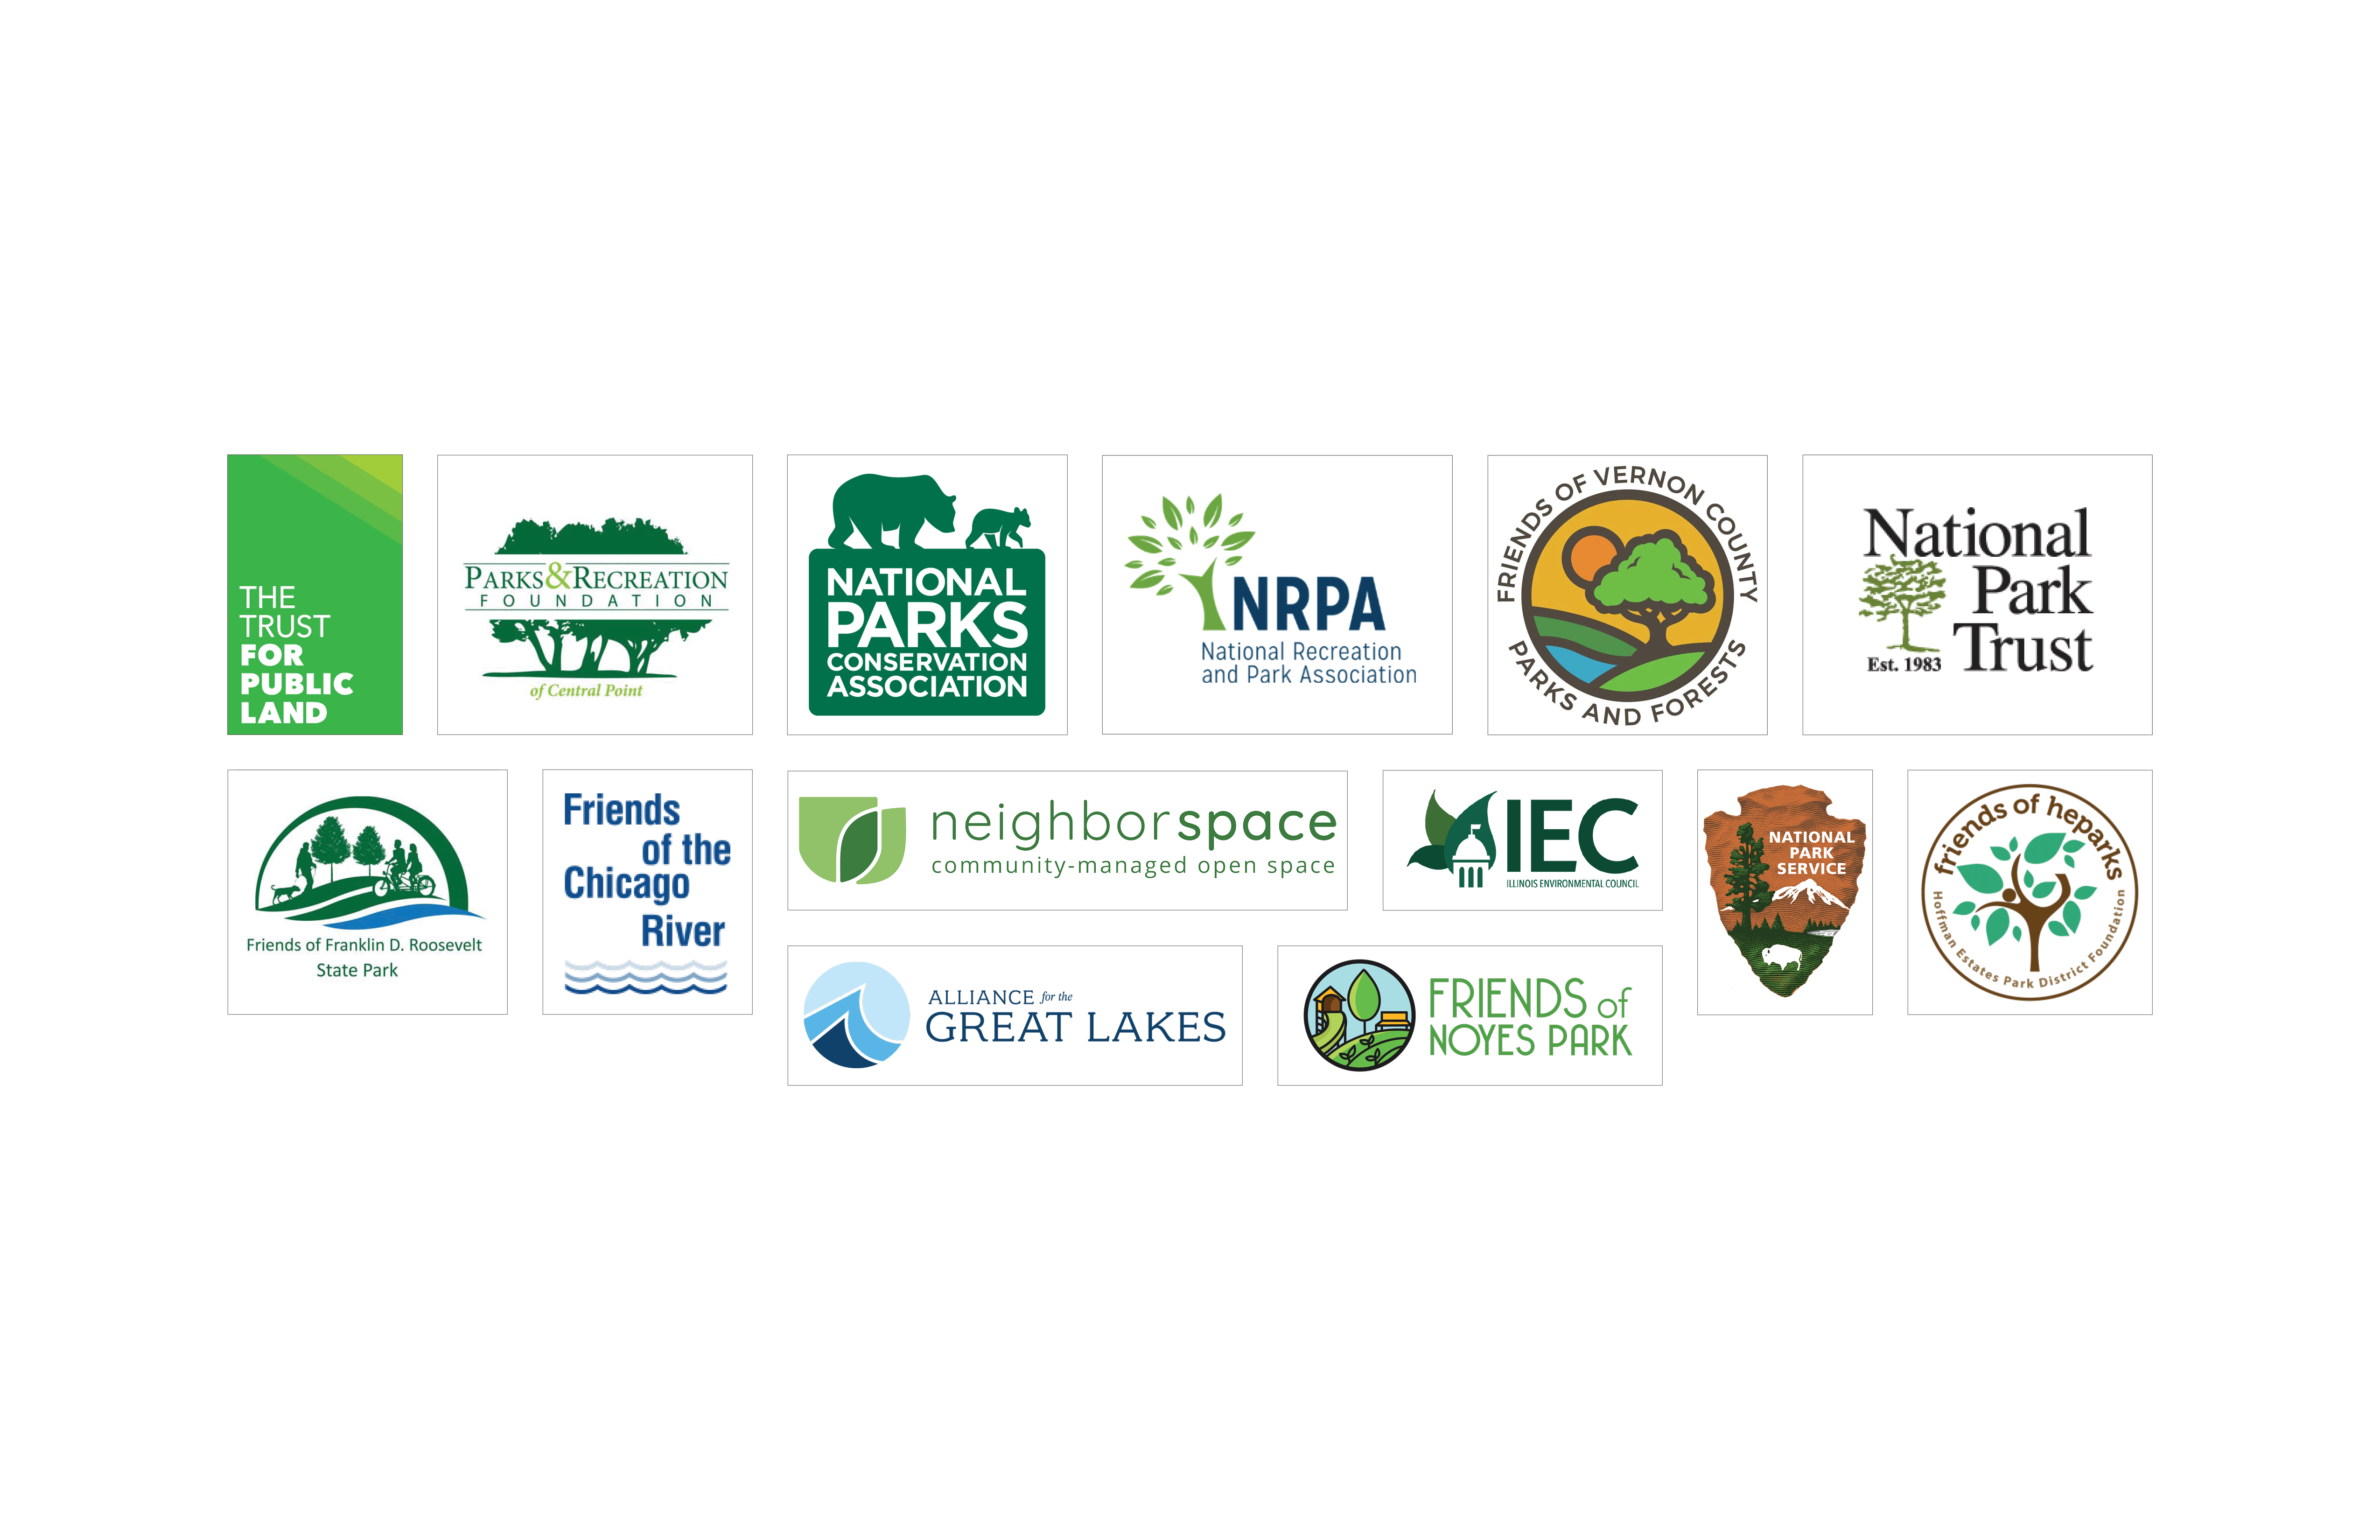 THE
TRUST
FOR
PUBLIC
LAND
PARKS&RECREATION
FOUNDATION
of Central Point
NATIONAL
PARKS
CONSERVATION
ASSOCIATION
NRPA
National Recreation
and Park Association
FRIENDS OF VERNON COUNTY
PARKS AND FORESTS
National
Park
Trust
Est. 1983
Friends of Franklin D. Roosevelt
State Park
Friends
of the
Chicago
River
neighborspace
community-managed open space
IEC
ILLINOIS ENVIRONMENTAL COUNCIL
ALLIANCE for the
GREAT LAKES
FRIENDS of
NOYES PARK
NATIONAL
PARK
SERVICE
friends of heparks
Hoffman Estates Park District Foundation